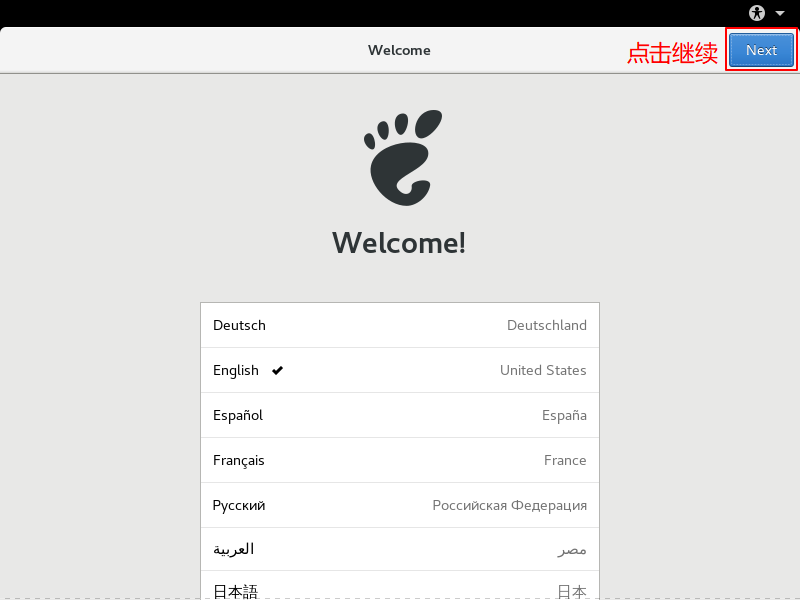 Welcome
点击继续
Next
Welcome!
Deutsch Deutschland
English United States
Español España
Français France
Русский Российская Федерация
العربية مصر
日本語 日本